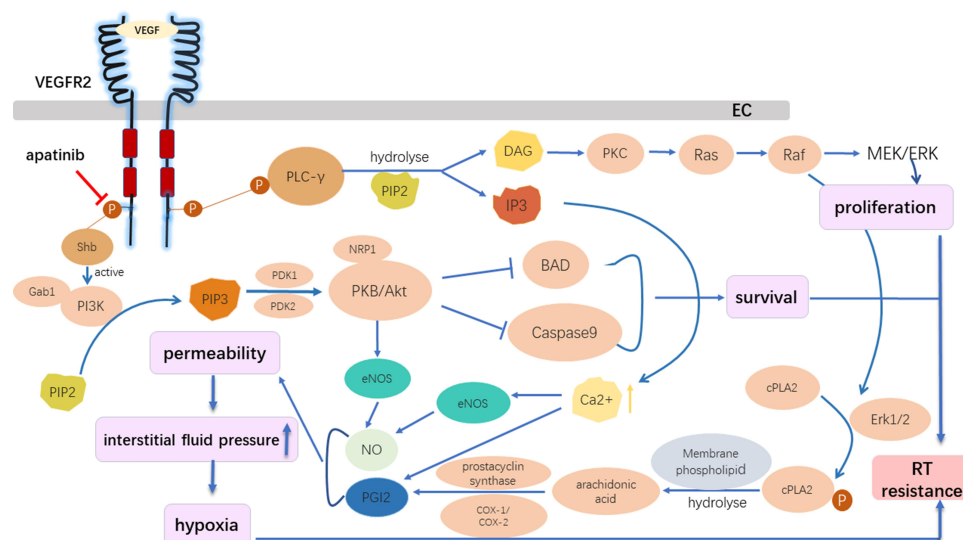 VEGF
VEGFR2
EC
apatinib
P
P
P
PLC-γ
hydrolyse
PIP2
DAG
IP3
PKC
Ras
Raf
MEK/ERK
proliferation
Shb
active
Gab1
PI3K
PIP2
PIP3
PDK1
PDK2
NRP1
PKB/Akt
BAD
Caspase9
survival
permeability
interstitial fluid pressure
hypoxia
eNOS
eNOS
Ca2+
NO
PGI2
prostacyclin
synthase
COX-1/
COX-2
arachidonic
acid
Membrane
phospholipid
hydrolyse
cPLA2
cPLA2
P
Erk1/2
RT
resistance